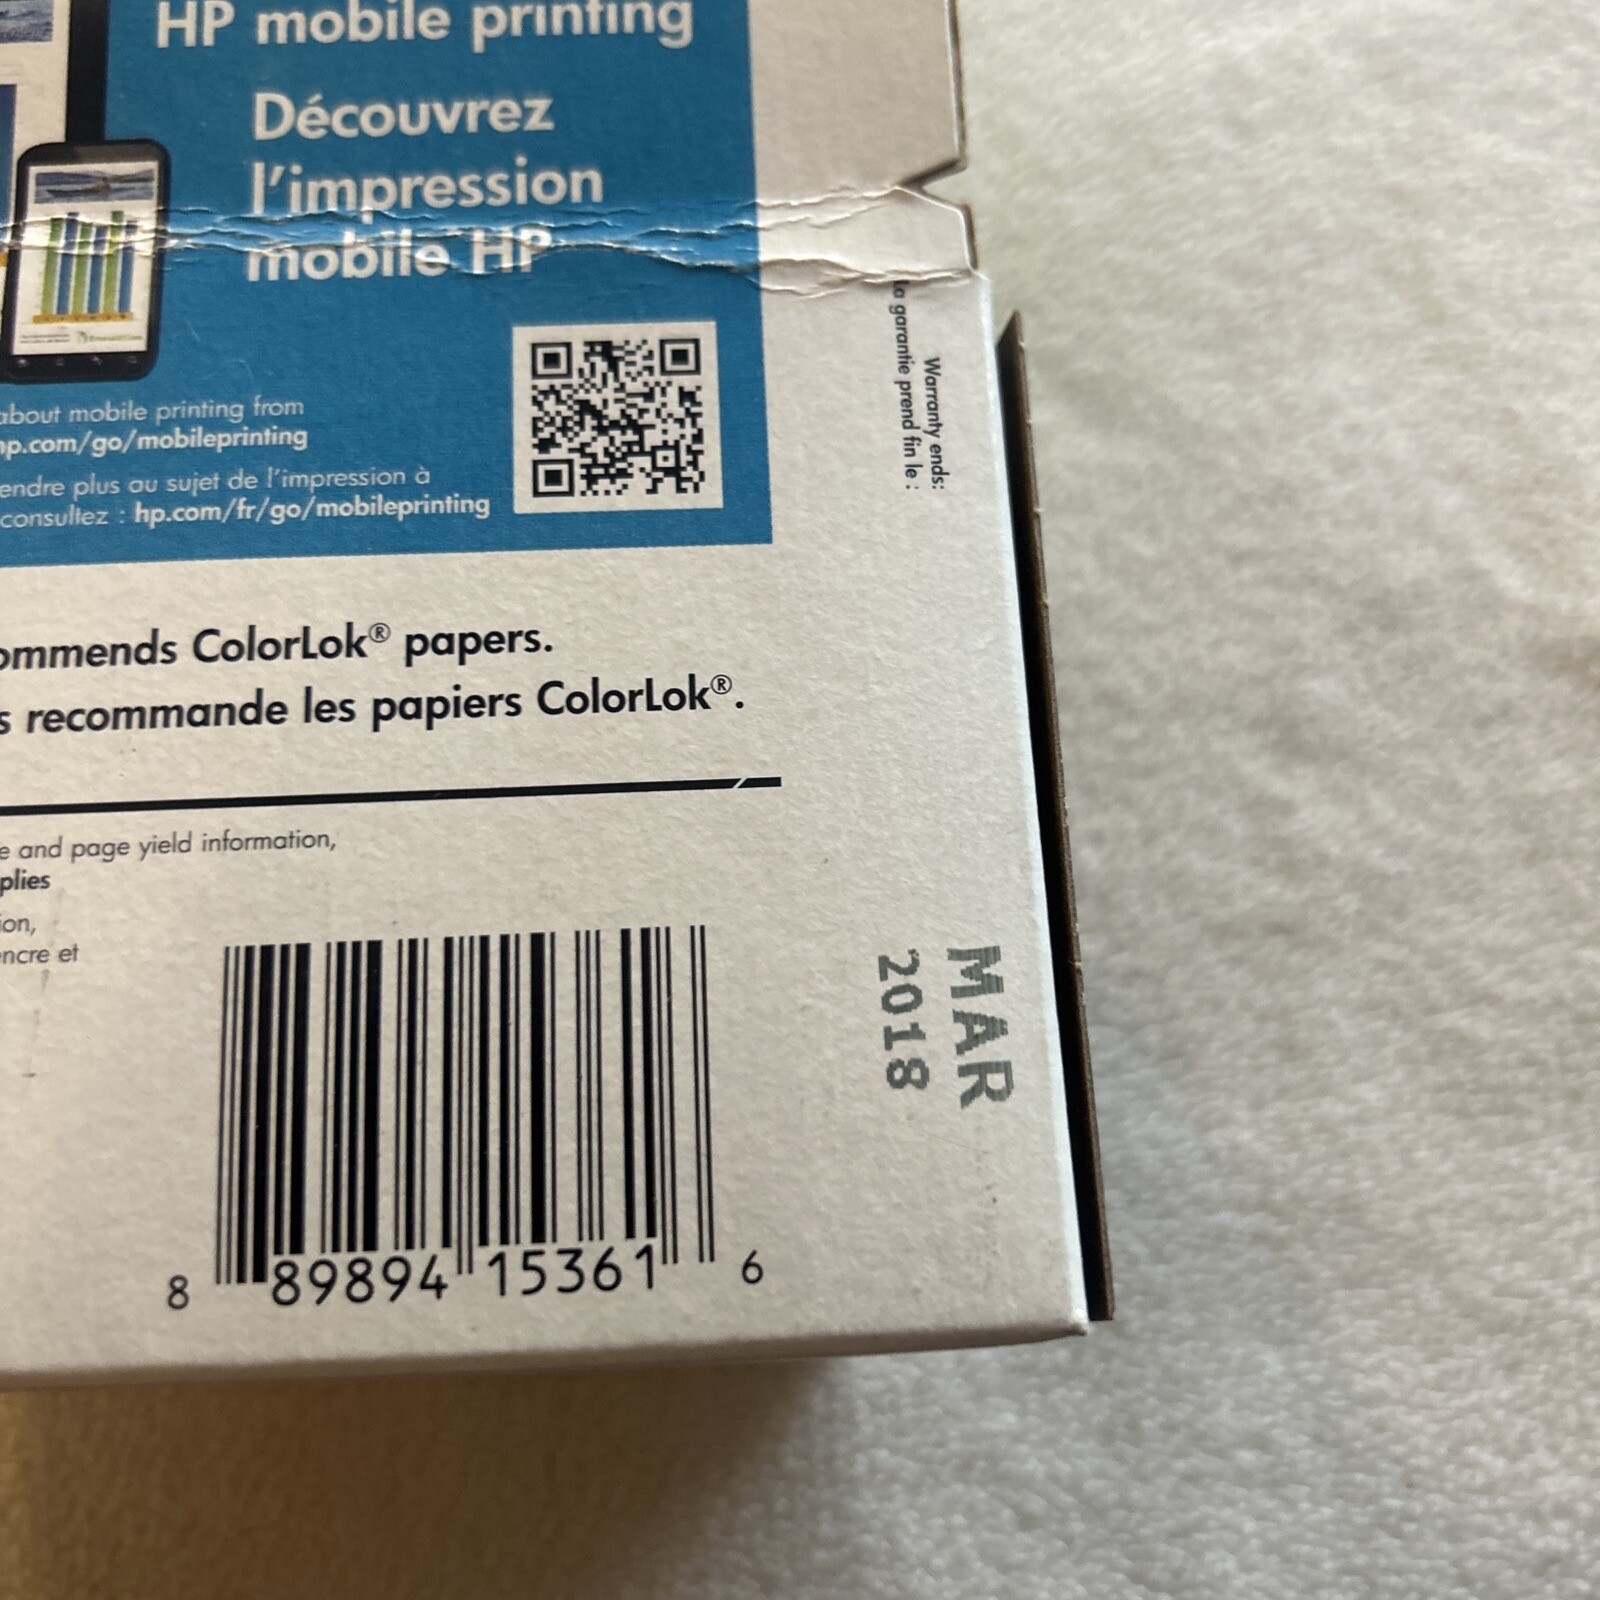 HP mobile printing
Découvrez
l'impression
mobile HP
about mobile printing from
hp.com/go/mobileprinting
endre plus au sujet de l'impression à
consultez : hp.com/fr/go/mobileprinting
Warranty ends:
La garantie prend fin le :
ommends ColorLok® papers.
s recommande les papiers ColorLok®.
e and page yield information,
plies
ion,
encre et
MAR
2018
8 89894 15361 6